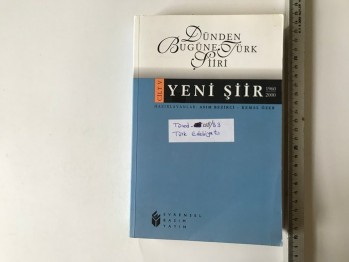 DÜNDEN
BUGÜNE TÜRK
ŞİİRİ
CİLT V
YENİ ŞİİR
1960
2000
HAZIRLAYANLAR: ASIM BEZİRCİ - KEMAL ÖZER
Türk Edebiyatı
EVRENSEL
BASIM
YAYIN